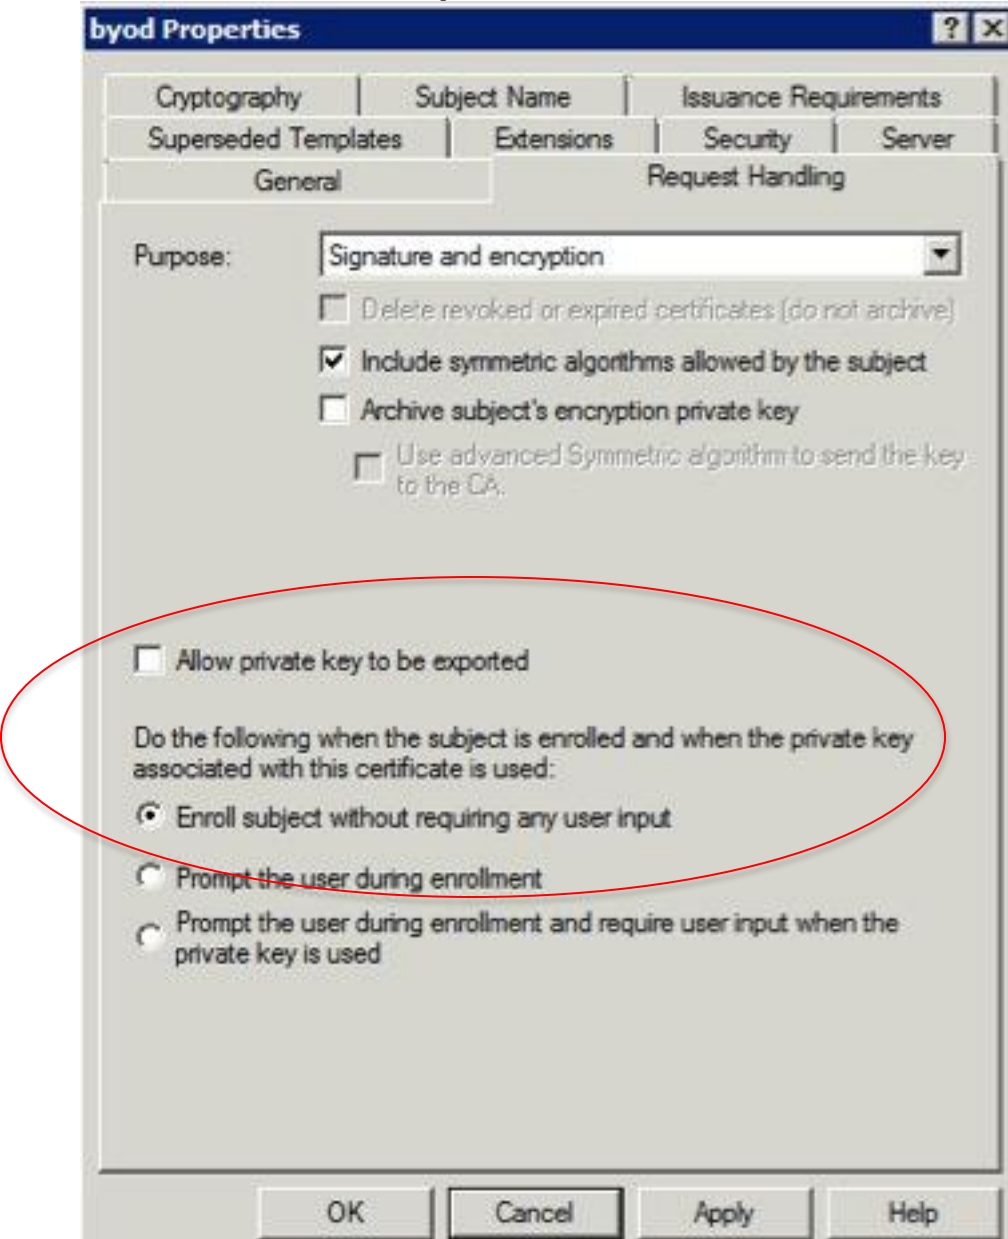 byod Properties
Cryptography
Subject Name
Issuance Requirements
Superseded Templates
Extensions
Security
Server
General
Request Handling
Purpose:
Signature and encryption
Delete revoked or expired certificates (do not archive)
Include symmetric algorithms allowed by the subject
Archive subject's encryption private key
Use advanced Symmetric algorithm to send the key
to the CA.
Allow private key to be exported
Do the following when the subject is enrolled and when the private key
associated with this certificate is used:
Enroll subject without requiring any user input
Prompt the user during enrollment
Prompt the user during enrollment and require user input when the
private key is used
OK
Cancel
Apply
Help